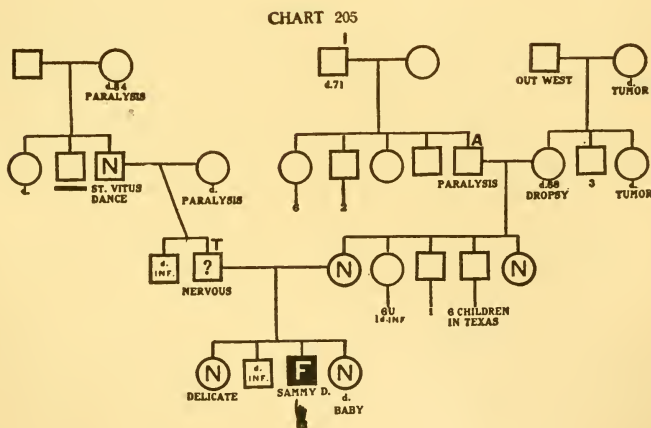 CHART 205
I
d.84
PARALYSIS
d.71
OUT WEST
d.
TUMOR
d.
N
ST. VITUS
DANCE
d.
PARALYSIS
6
2
A
PARALYSIS
d.88
DROPSY
3
d.
TUMOR
d.
INF.
T
?
NERVOUS
N
6U
1d.INF
1
6 CHILDREN
IN TEXAS
N
N
DELICATE
d.
INF.
F
SAMMY D.
N
d.
BABY